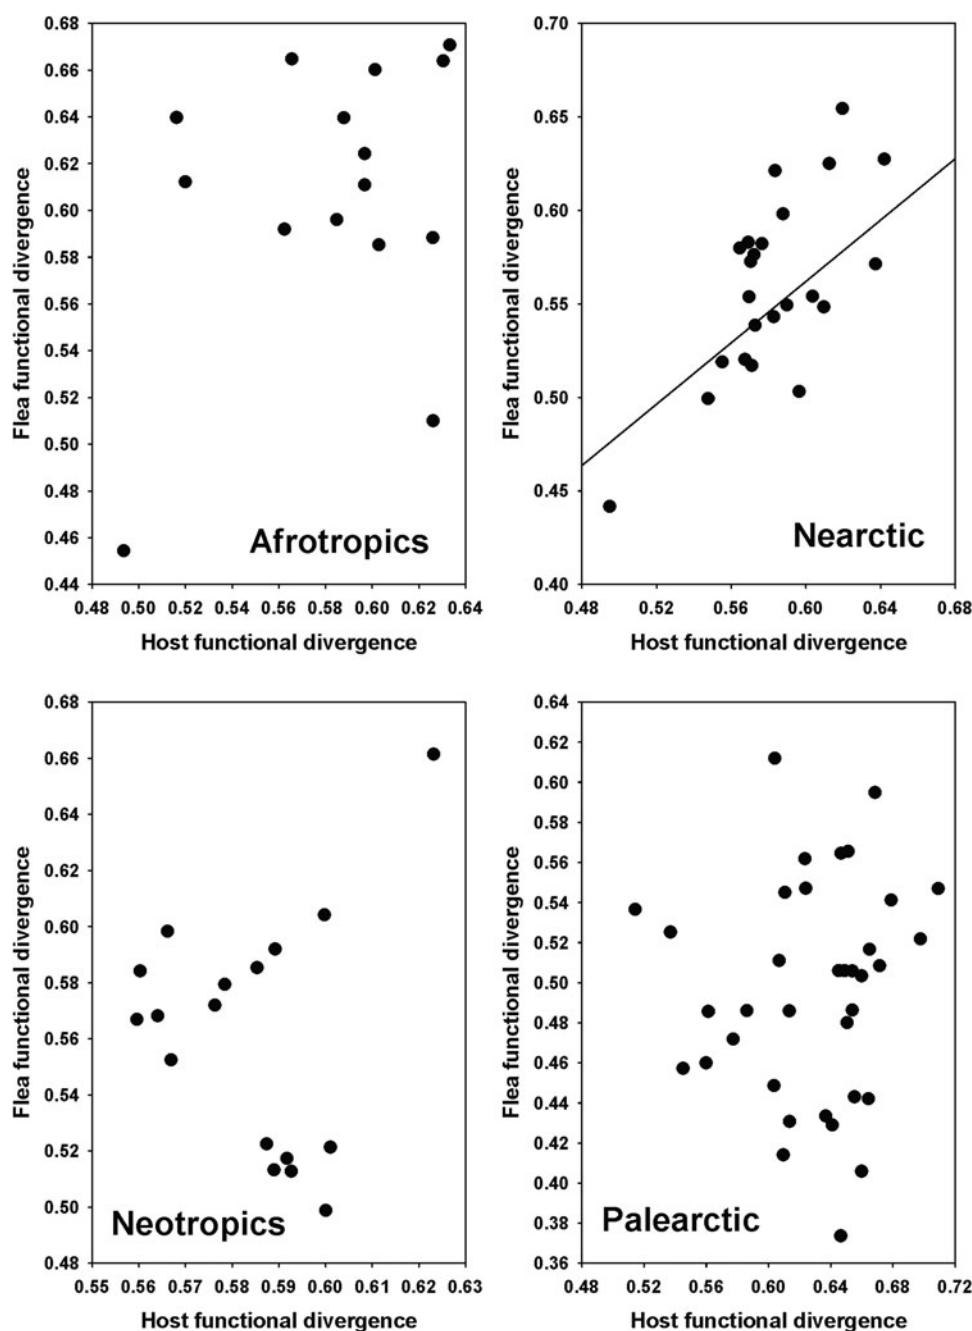 0.68
0.66
0.64
0.62
0.60
0.58
0.56
0.54
0.52
0.50
0.48
0.46
0.44
Flea functional divergence
Afrotropics
0.48 0.50 0.52 0.54 0.56 0.58 0.60 0.62 0.64
Host functional divergence
0.70
0.65
0.60
0.55
0.50
0.45
0.40
Flea functional divergence
Nearctic
0.48 0.52 0.56 0.60 0.64 0.68
Host functional divergence
0.68
0.66
0.64
0.62
0.60
0.58
0.56
0.54
0.52
0.50
0.48
Flea functional divergence
Neotropics
0.55 0.56 0.57 0.58 0.59 0.60 0.61 0.62 0.63
Host functional divergence
0.64
0.62
0.60
0.58
0.56
0.54
0.52
0.50
0.48
0.46
0.44
0.42
0.40
0.38
0.36
Flea functional divergence
Palearctic
0.48 0.52 0.56 0.60 0.64 0.68 0.72
Host functional divergence